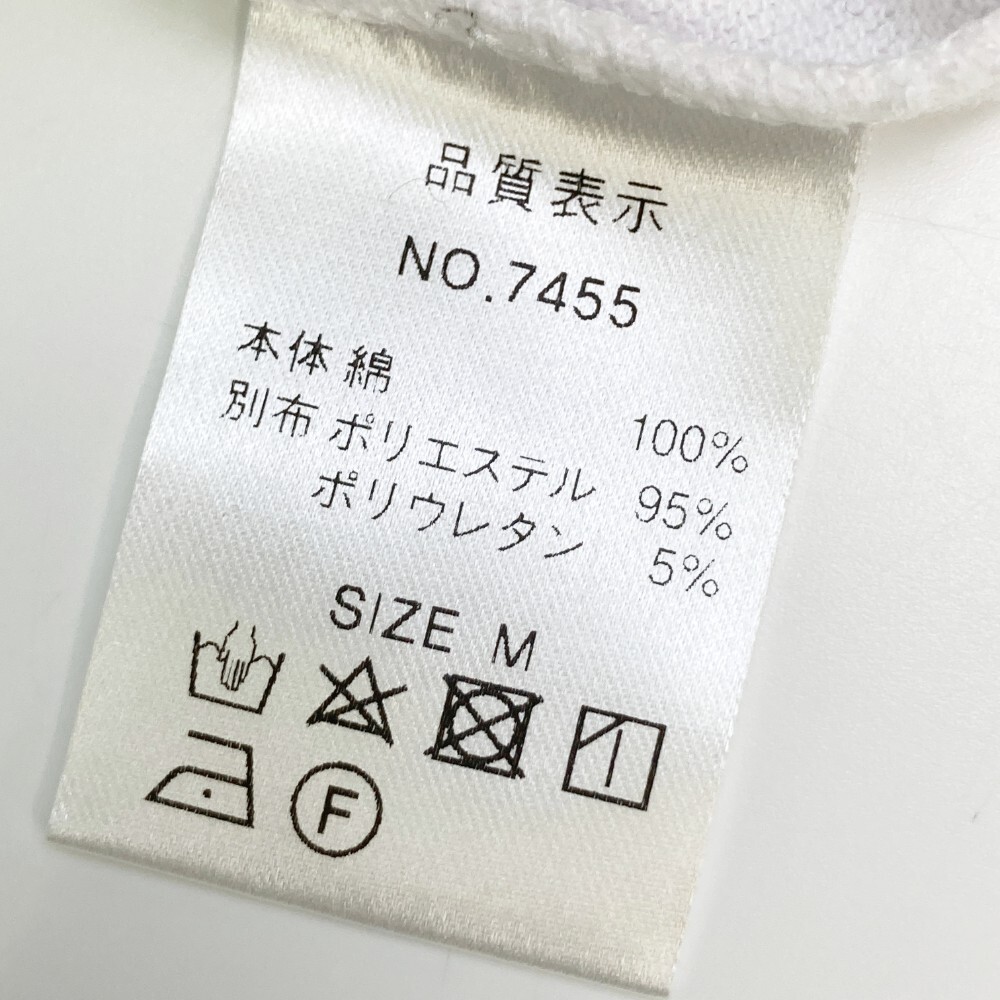 品質表示
NO.7455
本体 綿 100%
別布 ポリエステル 95%
ポリウレタン 5%
SIZE M
F